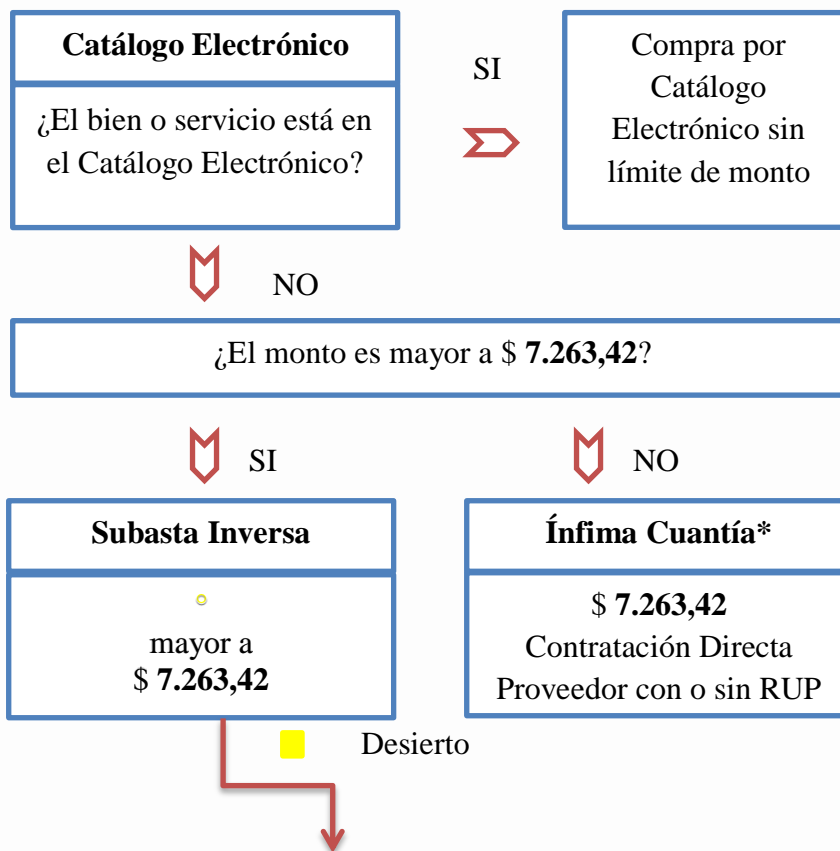 Catálogo Electrónico
¿El bien o servicio está en
el Catálogo Electrónico?
SI
Compra por
Catálogo
Electrónico sin
límite de monto
NO
¿El monto es mayor a $ 7.263,42?
SI
NO
Subasta Inversa
mayor a
$ 7.263,42
Ínfima Cuantía*
$ 7.263,42
Contratación Directa
Proveedor con o sin RUP
Desierto